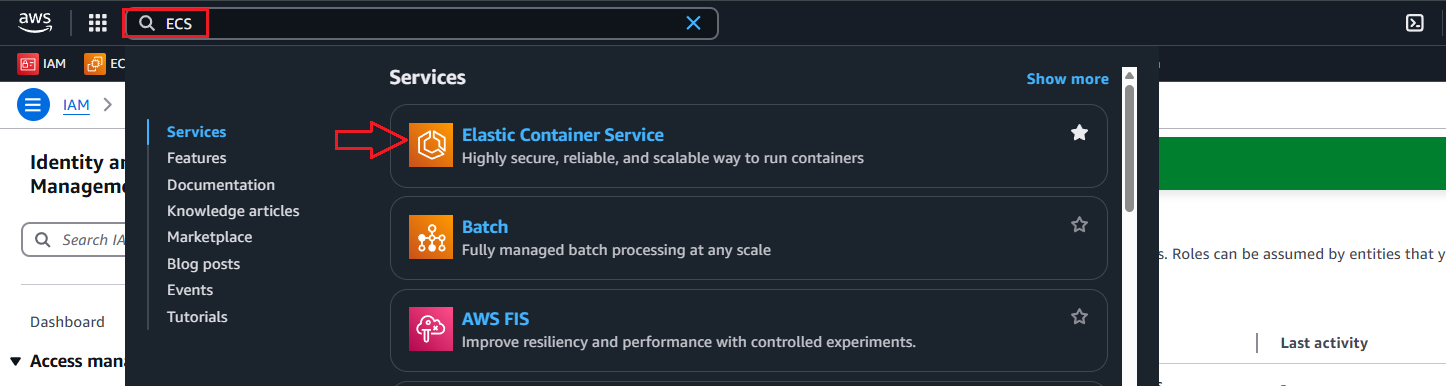 aws
ECS
IAM
EC
Services
Show more
IAM
Services
Features
Documentation
Knowledge articles
Marketplace
Blog posts
Events
Tutorials
Elastic Container Service
Highly secure, reliable, and scalable way to run containers
Batch
Fully managed batch processing at any scale
AWS FIS
Improve resiliency and performance with controlled experiments.
Identity an
Manageme
Search IA
Dashboard
Access mana
s. Roles can be assumed by entities that y
Last activity